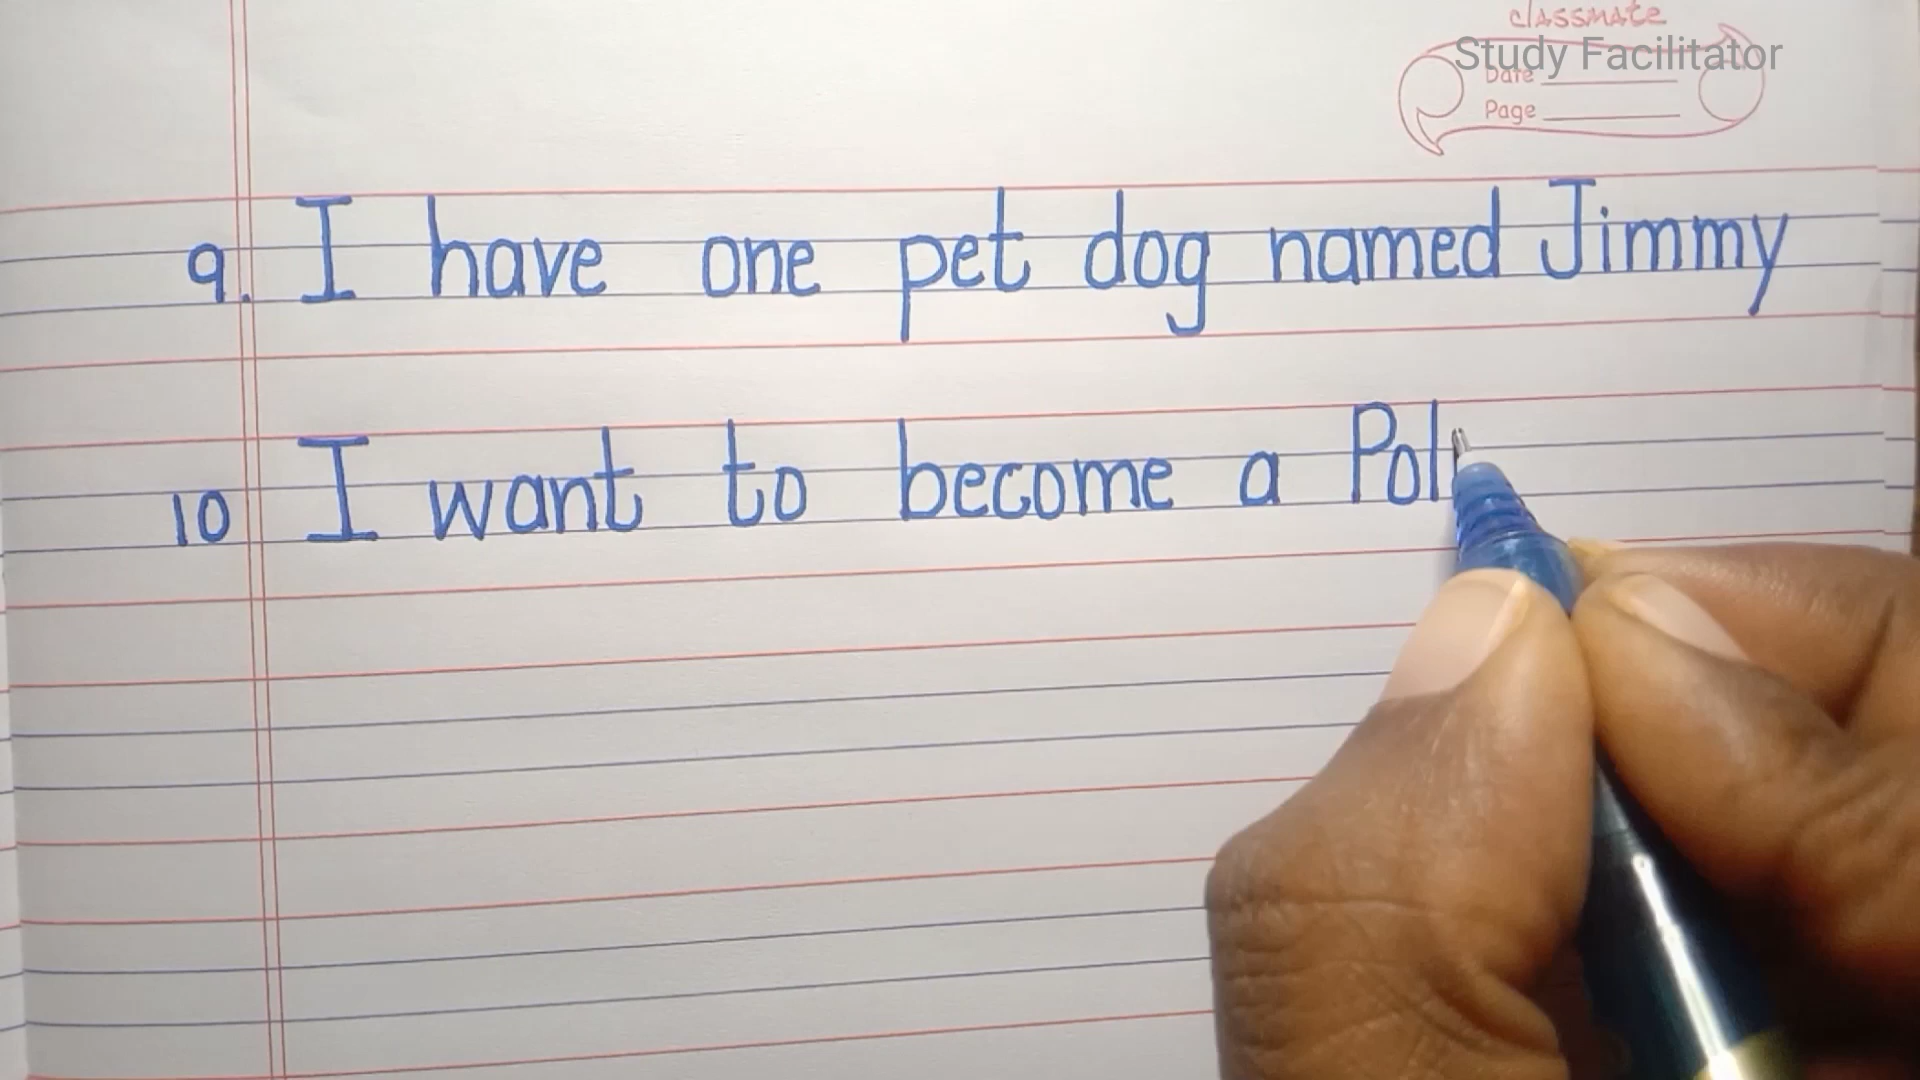 classmate
Study Facilitator
Date
Page
9. I have one pet dog named Jimmy
10 I want to become a Pol